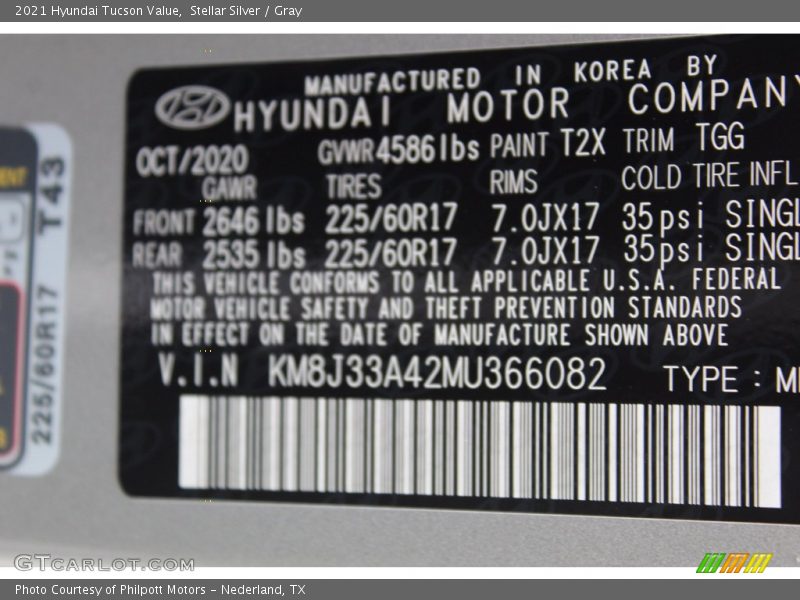 2021 Hyundai Tucson Value, Stellar Silver / Gray
MANUFACTURED IN KOREA BY
HYUNDAI MOTOR COMPANY
OCT/2020 GVWR 4586 lbs PAINT T2X TRIM TGG
GAWR TIRES RIMS COLD TIRE INFL
FRONT 2646 lbs 225/60R17 7.0JX17 35psi SINGL
REAR 2535 lbs 225/60R17 7.0JX17 35psi SINGL
THIS VEHICLE CONFORMS TO ALL APPLICABLE U.S.A. FEDERAL
MOTOR VEHICLE SAFETY AND THEFT PREVENTION STANDARDS
IN EFFECT ON THE DATE OF MANUFACTURE SHOWN ABOVE
V.I.N KM8J33A42MU366082 TYPE : M
T43
225/60R17
GTCARLOT.COM
Photo Courtesy of Philpott Motors - Nederland, TX